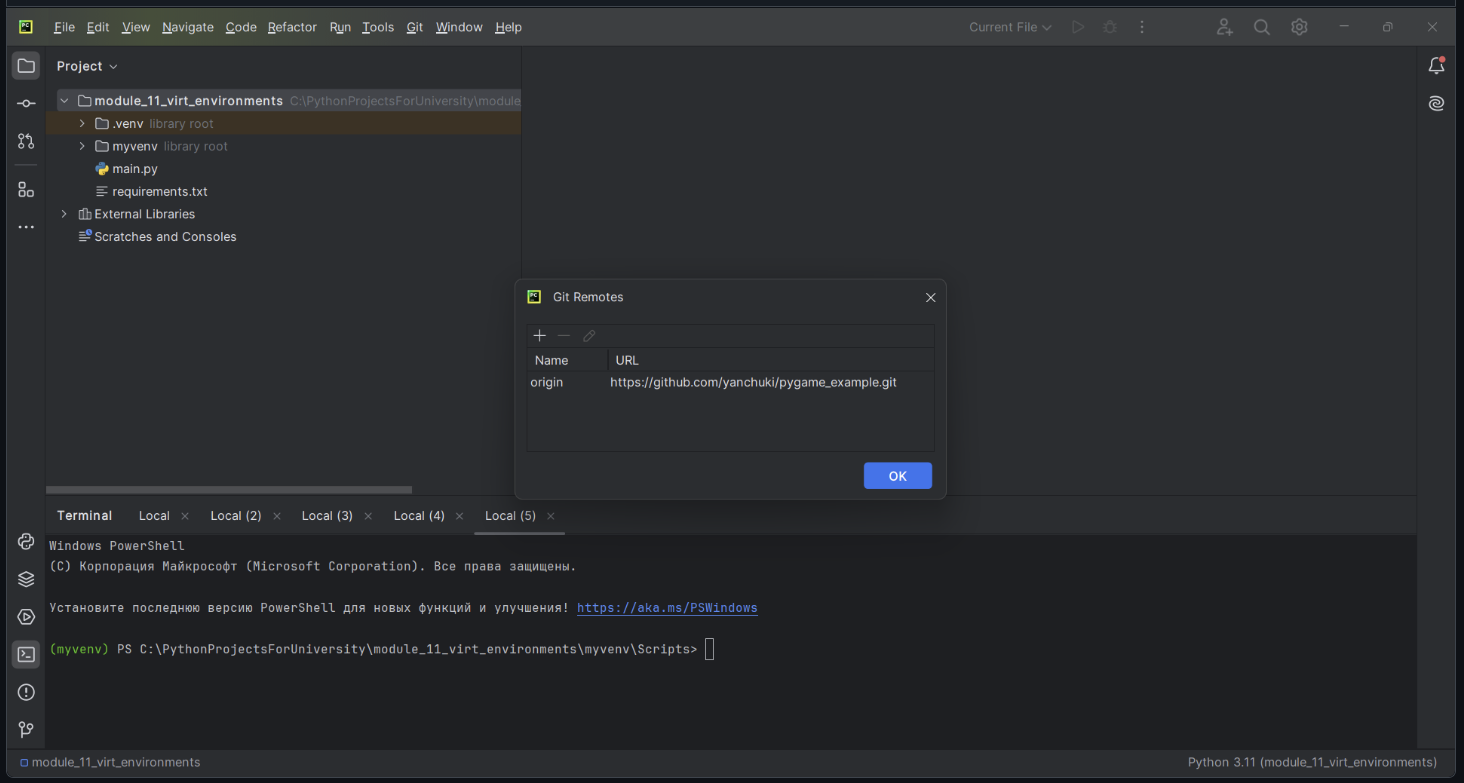 File Edit View Navigate Code Refactor Run Tools Git Window Help Current File
Project
module_11_virt_environments C:\PythonProjectsForUniversity\module
.venv library root
myvenv library root
main.py
requirements.txt
External Libraries
Scratches and Consoles
Git Remotes
Name URL
origin https://github.com/yanchuki/pygame_example.git
OK
Terminal Local Local (2) Local (3) Local (4) Local (5)
Windows PowerShell
(C) Корпорация Майкрософт (Microsoft Corporation). Все права защищены.
Установите последнюю версию PowerShell для новых функций и улучшения! https://aka.ms/PSWindows
(myvenv) PS C:\PythonProjectsForUniversity\module_11_virt_environments\myvenv\Scripts>
module_11_virt_environments Python 3.11 (module_11_virt_environments)